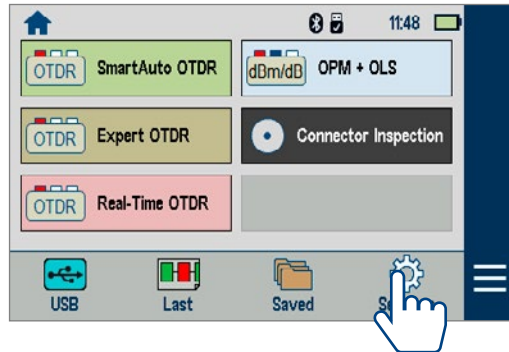 11:48
OTDR SmartAuto OTDR
dBm/dB OPM + OLS
OTDR Expert OTDR
Connector Inspection
OTDR Real-Time OTDR
USB
Last
Saved